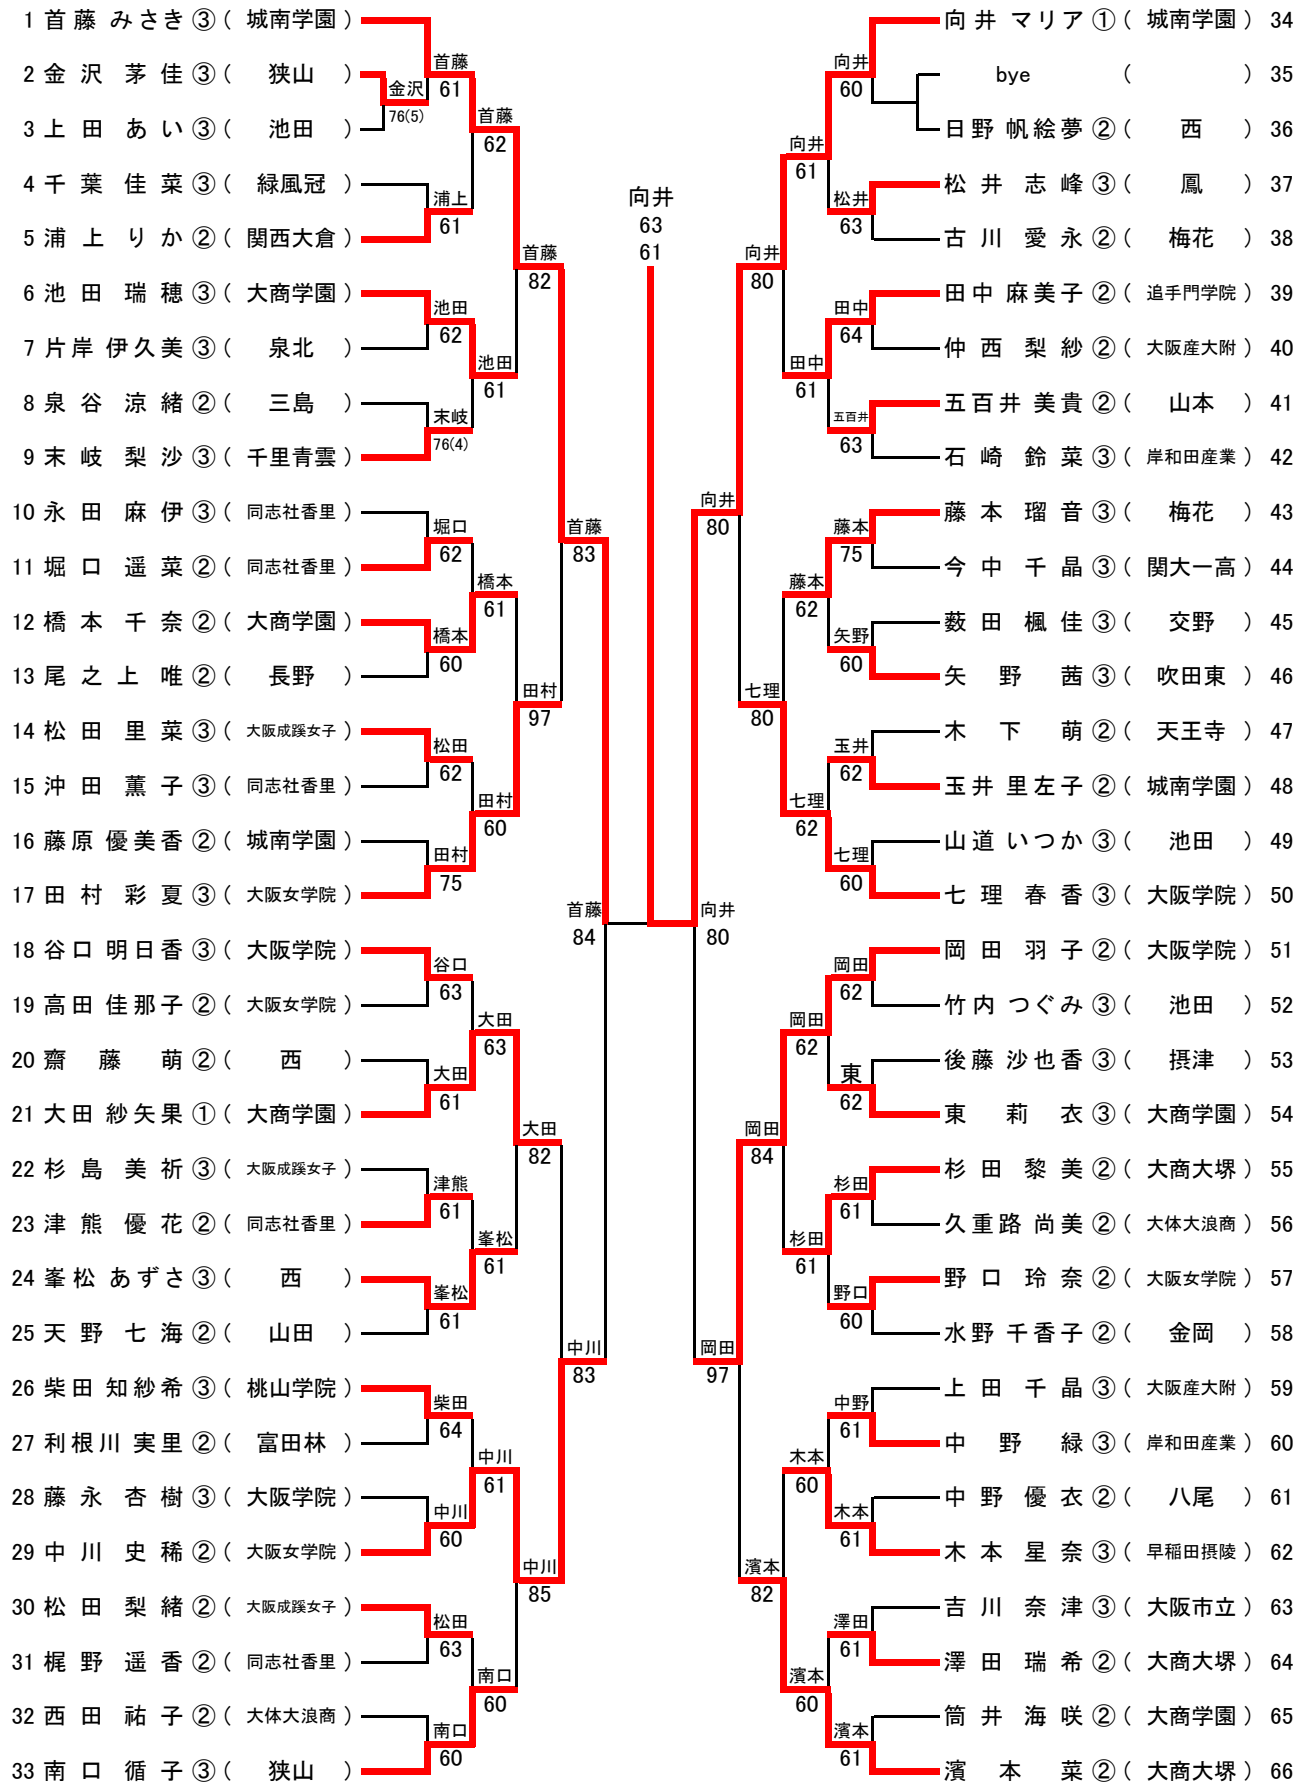 1 首藤 みさき ③ ( 城南学園 )
2 金沢 茅佳 ③ ( 狭山 )
3 上田 あい ③ ( 池田 )
4 千葉 佳菜 ③ ( 緑風冠 )
5 浦上 りか ② ( 関西大倉 )
6 池田 瑞穂 ③ ( 大商学園 )
7 片岸 伊久美 ③ ( 泉北 )
8 泉谷 涼緒 ② ( 三島 )
9 末岐 梨沙 ③ ( 千里青雲 )
10 永田 麻伊 ③ ( 同志社香里 )
11 堀口 遥菜 ② ( 同志社香里 )
12 橋本 千奈 ② ( 大商学園 )
13 尾之上 唯 ② ( 長野 )
14 松田 里菜 ③ ( 大阪成蹊女子 )
15 沖田 薫子 ③ ( 同志社香里 )
16 藤原 優美香 ② ( 城南学園 )
17 田村 彩夏 ③ ( 大阪女学院 )
18 谷口 明日香 ③ ( 大阪学院 )
19 高田 佳那子 ② ( 大阪女学院 )
20 齋藤 萌 ② ( 西 )
21 大田 紗矢果 ① ( 大商学園 )
22 杉島 美祈 ③ ( 大阪成蹊女子 )
23 津熊 優花 ② ( 同志社香里 )
24 峯松 あずさ ③ ( 西 )
25 天野 七海 ② ( 山田 )
26 柴田 知紗希 ③ ( 桃山学院 )
27 利根川 実里 ② ( 富田林 )
28 藤永 杏樹 ③ ( 大阪学院 )
29 中川 史稀 ② ( 大阪女学院 )
30 松田 梨緒 ② ( 大阪成蹊女子 )
31 梶野 遥香 ② ( 同志社香里 )
32 西田 祐子 ② ( 大体大浪商 )
33 南口 循子 ③ ( 狭山 )
金沢
76(5)
首藤
61
浦上
61
池田
62
末岐
76(4)
堀口
62
橋本
60
松田
62
田村
75
谷口
63
大田
61
津熊
61
峯松
61
柴田
64
中川
60
松田
63
南口
60
首藤
62
池田
61
橋本
61
田村
60
大田
63
峯松
61
中川
61
南口
60
首藤
82
田村
97
大田
82
中川
85
首藤
83
中川
83
首藤
84
向井
63
61
向井
80
向井
80
岡田
97
向井
80
七理
80
岡田
84
濱本
82
向井
61
田中
61
藤本
62
七理
62
岡田
62
杉田
61
木本
60
濱本
60
向井
60
松井
63
田中
64
五百井
63
藤本
75
矢野
60
玉井
62
七理
60
岡田
62
東
62
杉田
61
野口
60
中野
61
木本
61
澤田
61
濱本
61
向井 マリア ① ( 城南学園 ) 34
bye ( ) 35
日野 帆絵夢 ② ( 西 ) 36
松井 志峰 ③ ( 鳳 ) 37
古川 愛永 ② ( 梅花 ) 38
田中 麻美子 ② ( 追手門学院 ) 39
仲西 梨紗 ② ( 大阪産大附 ) 40
五百井 美貴 ② ( 山本 ) 41
石崎 鈴菜 ③ ( 岸和田産業 ) 42
藤本 瑠音 ③ ( 梅花 ) 43
今中 千晶 ③ ( 関大一高 ) 44
薮田 楓佳 ③ ( 交野 ) 45
矢野 茜 ③ ( 吹田東 ) 46
木下 萌 ② ( 天王寺 ) 47
玉井 里左子 ② ( 城南学園 ) 48
山道 いつか ③ ( 池田 ) 49
七理 春香 ③ ( 大阪学院 ) 50
岡田 羽子 ② ( 大阪学院 ) 51
竹内 つぐみ ③ ( 池田 ) 52
後藤 沙也香 ③ ( 摂津 ) 53
東 莉衣 ③ ( 大商学園 ) 54
杉田 黎美 ② ( 大商大堺 ) 55
久重路 尚美 ② ( 大体大浪商 ) 56
野口 玲奈 ② ( 大阪女学院 ) 57
水野 千香子 ② ( 金岡 ) 58
上田 千晶 ③ ( 大阪産大附 ) 59
中野 緑 ③ ( 岸和田産業 ) 60
中野 優衣 ② ( 八尾 ) 61
木本 星奈 ③ ( 早稲田摂陵 ) 62
吉川 奈津 ③ ( 大阪市立 ) 63
澤田 瑞希 ② ( 大商大堺 ) 64
筒井 海咲 ② ( 大商学園 ) 65
濱本 菜 ② ( 大商大堺 ) 66